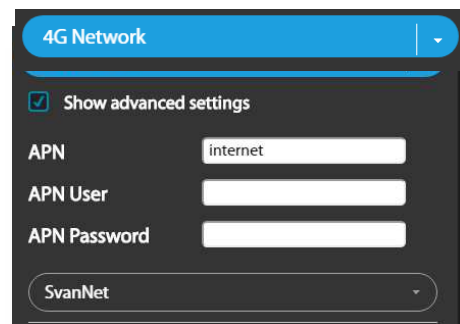 4G Network
Show advanced settings
APN internet
APN User
APN Password
SvanNet